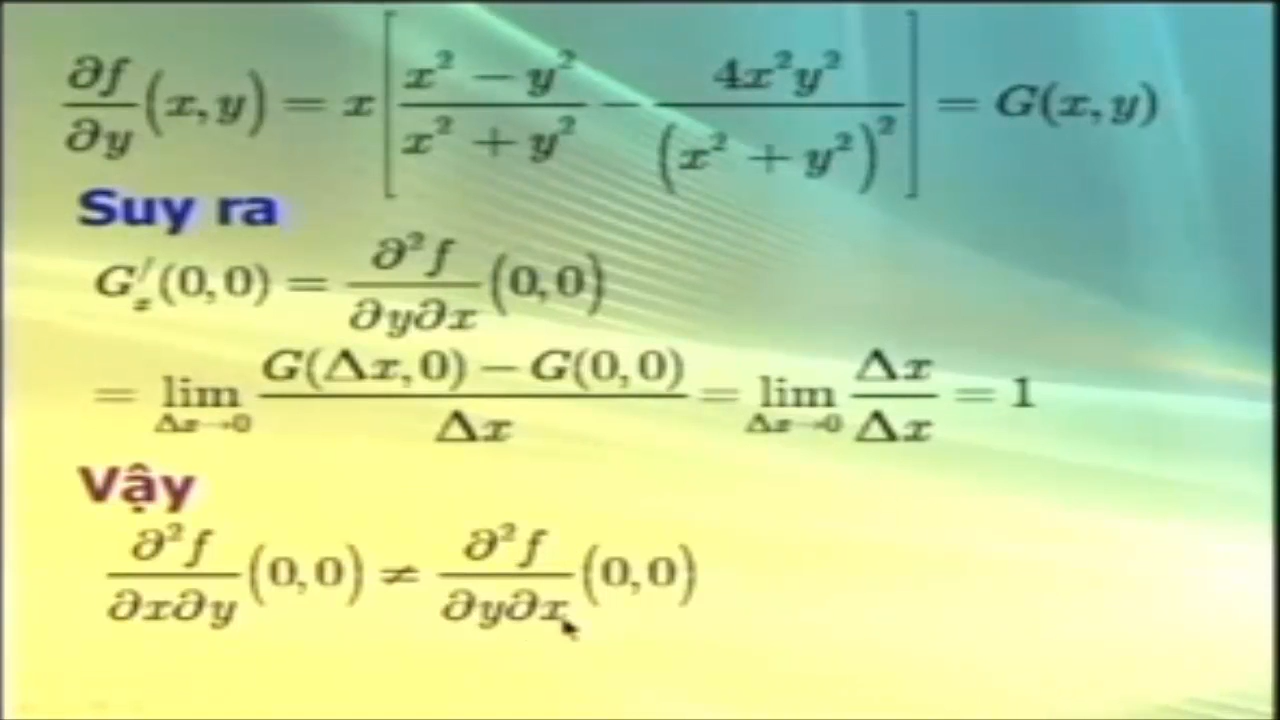 ∂f/∂y (x, y) = x[ (x² − y²)/(x² + y²) − 4x²y²/(x² + y²)² ] = G(x, y)
Suy ra
G′ₓ(0,0) = ∂²f/∂y∂x (0,0)
= lim_{Δx→0} (G(Δx,0) − G(0,0))/Δx = lim_{Δx→0} Δx/Δx = 1
Vậy
∂²f/∂x∂y (0,0) ≠ ∂²f/∂y∂x (0,0)